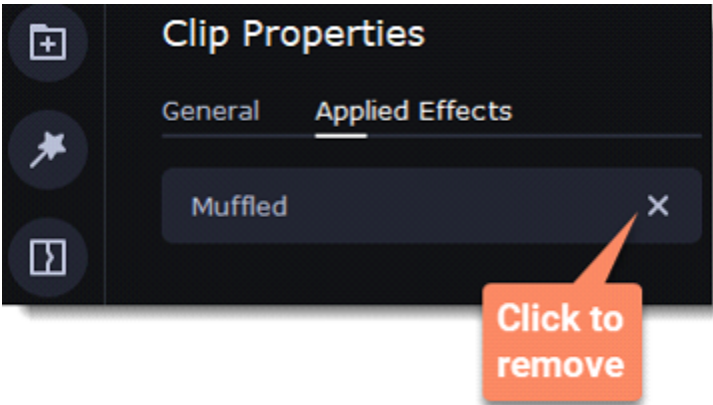 Clip Properties
General Applied Effects
Muffled
Click to
remove